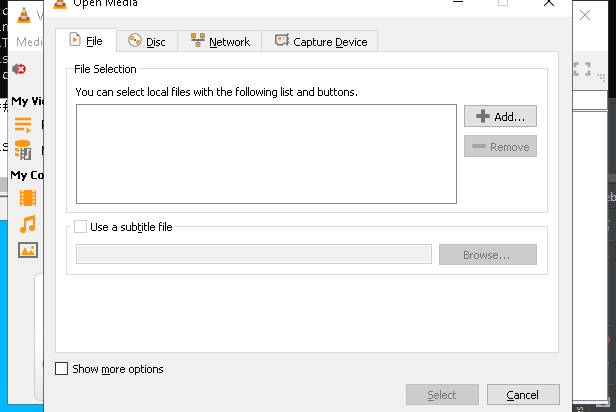 Open Media
Medi
File
Disc
Network
Capture Device
File Selection
You can select local files with the following list and buttons.
Add...
Remove
My Vi
My Co
Use a subtitle file
Browse...
Show more options
Select
Cancel